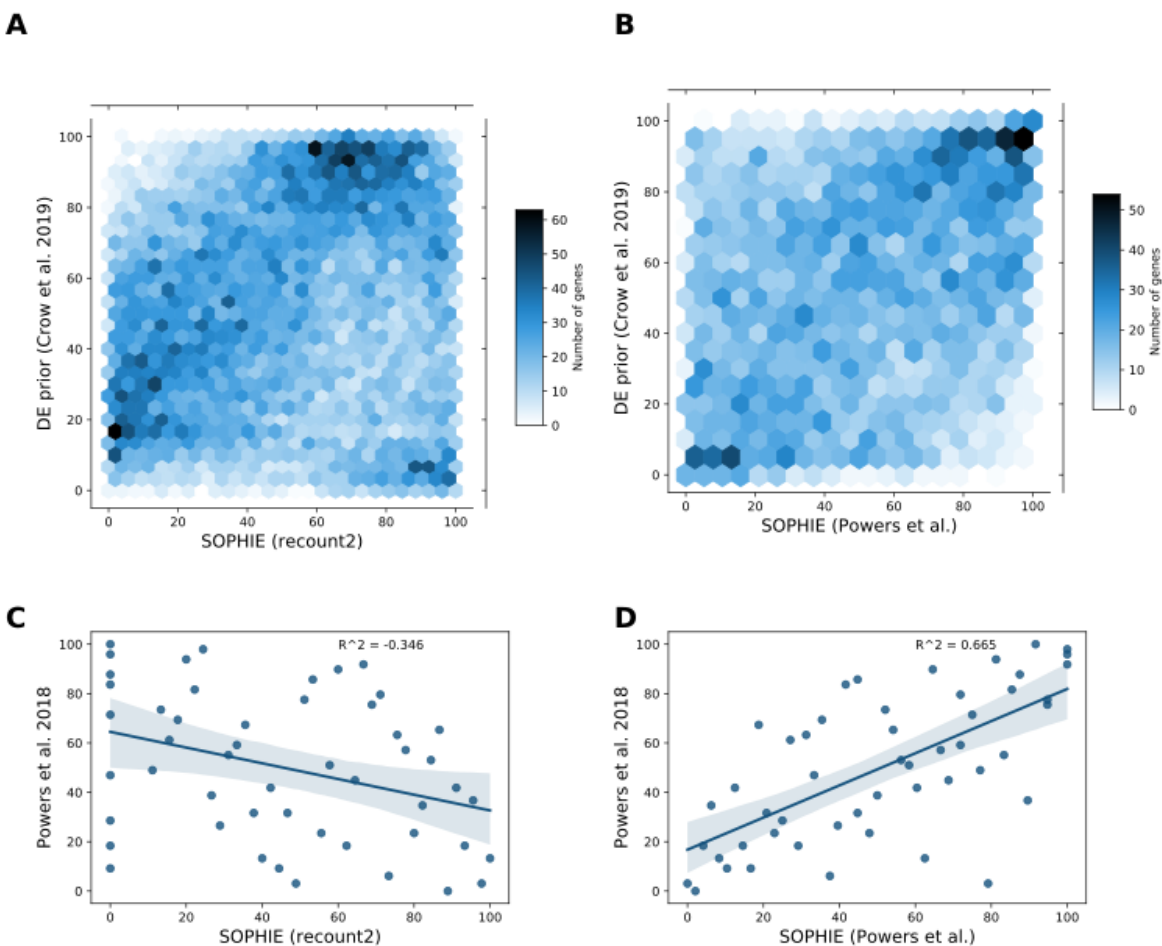 A
B
100
80
60
40
20
0
DE prior (Crow et al. 2019)
0 20 40 60 80 100
SOPHIE (recount2)
60
50
40
30
20
10
0
Number of genes
100
80
60
40
20
0
DE prior (Crow et al. 2019)
0 20 40 60 80 100
SOPHIE (Powers et al.)
50
40
30
20
10
0
Number of genes
C
R^2 = -0.346
100
80
60
40
20
0
Powers et al. 2018
0 20 40 60 80 100
SOPHIE (recount2)
D
R^2 = 0.665
100
80
60
40
20
0
Powers et al. 2018
0 20 40 60 80 100
SOPHIE (Powers et al.)